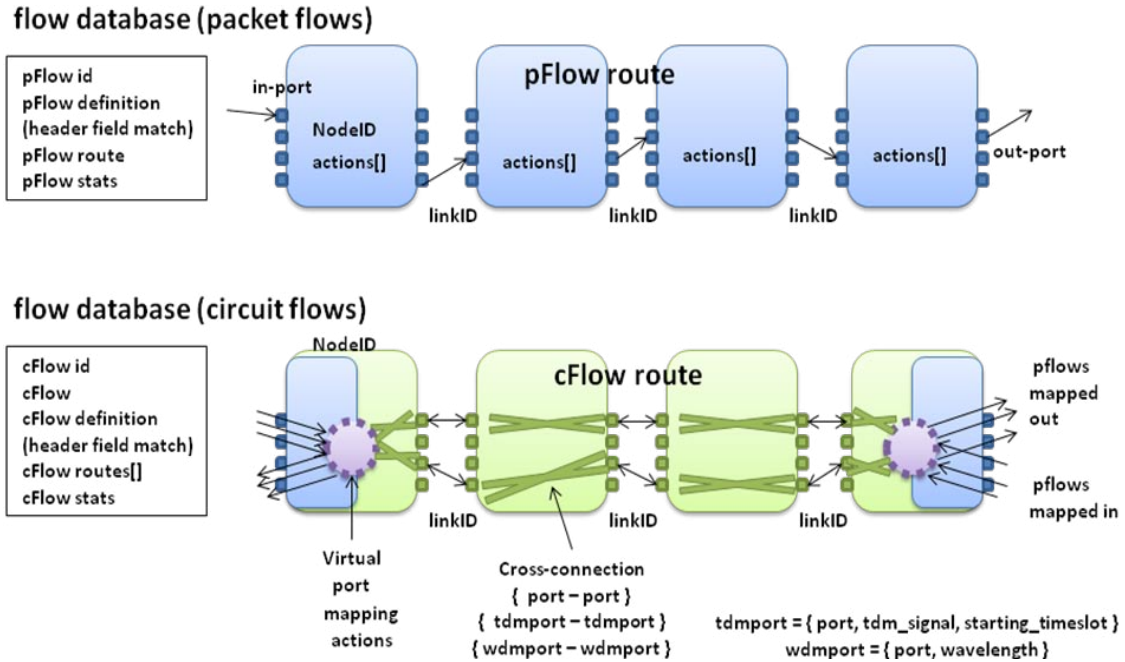 flow database (packet flows)
pFlow id
pFlow definition
(header field match)
pFlow route
pFlow stats
in-port
pFlow route
NodeID
actions[]
actions[]
actions[]
actions[]
out-port
linkID
linkID
linkID
flow database (circuit flows)
cFlow id
cFlow
cFlow definition
(header field match)
cFlow routes[]
cFlow stats
NodeID
cFlow route
pflows
mapped
out
pflows
mapped in
linkID
linkID
linkID
Virtual
port
mapping
actions
Cross-connection
{ port – port }
{ tdmport – tdmport }
{ wdmport – wdmport }
tdmport = { port, tdm_signal, starting_timeslot }
wdmport = { port, wavelength }